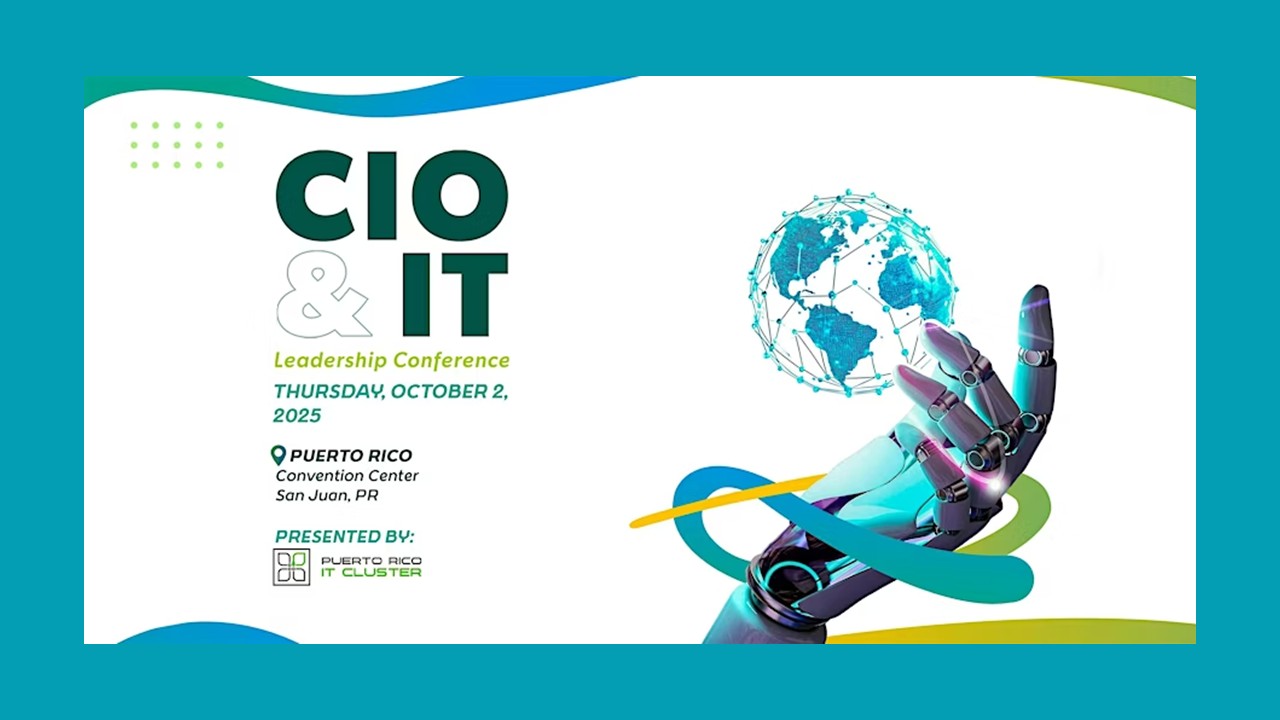 CIO
& IT
Leadership Conference
THURSDAY, OCTOBER 2,
2025
PUERTO RICO
Convention Center
San Juan, PR
PRESENTED BY:
PUERTO RICO
IT CLUSTER